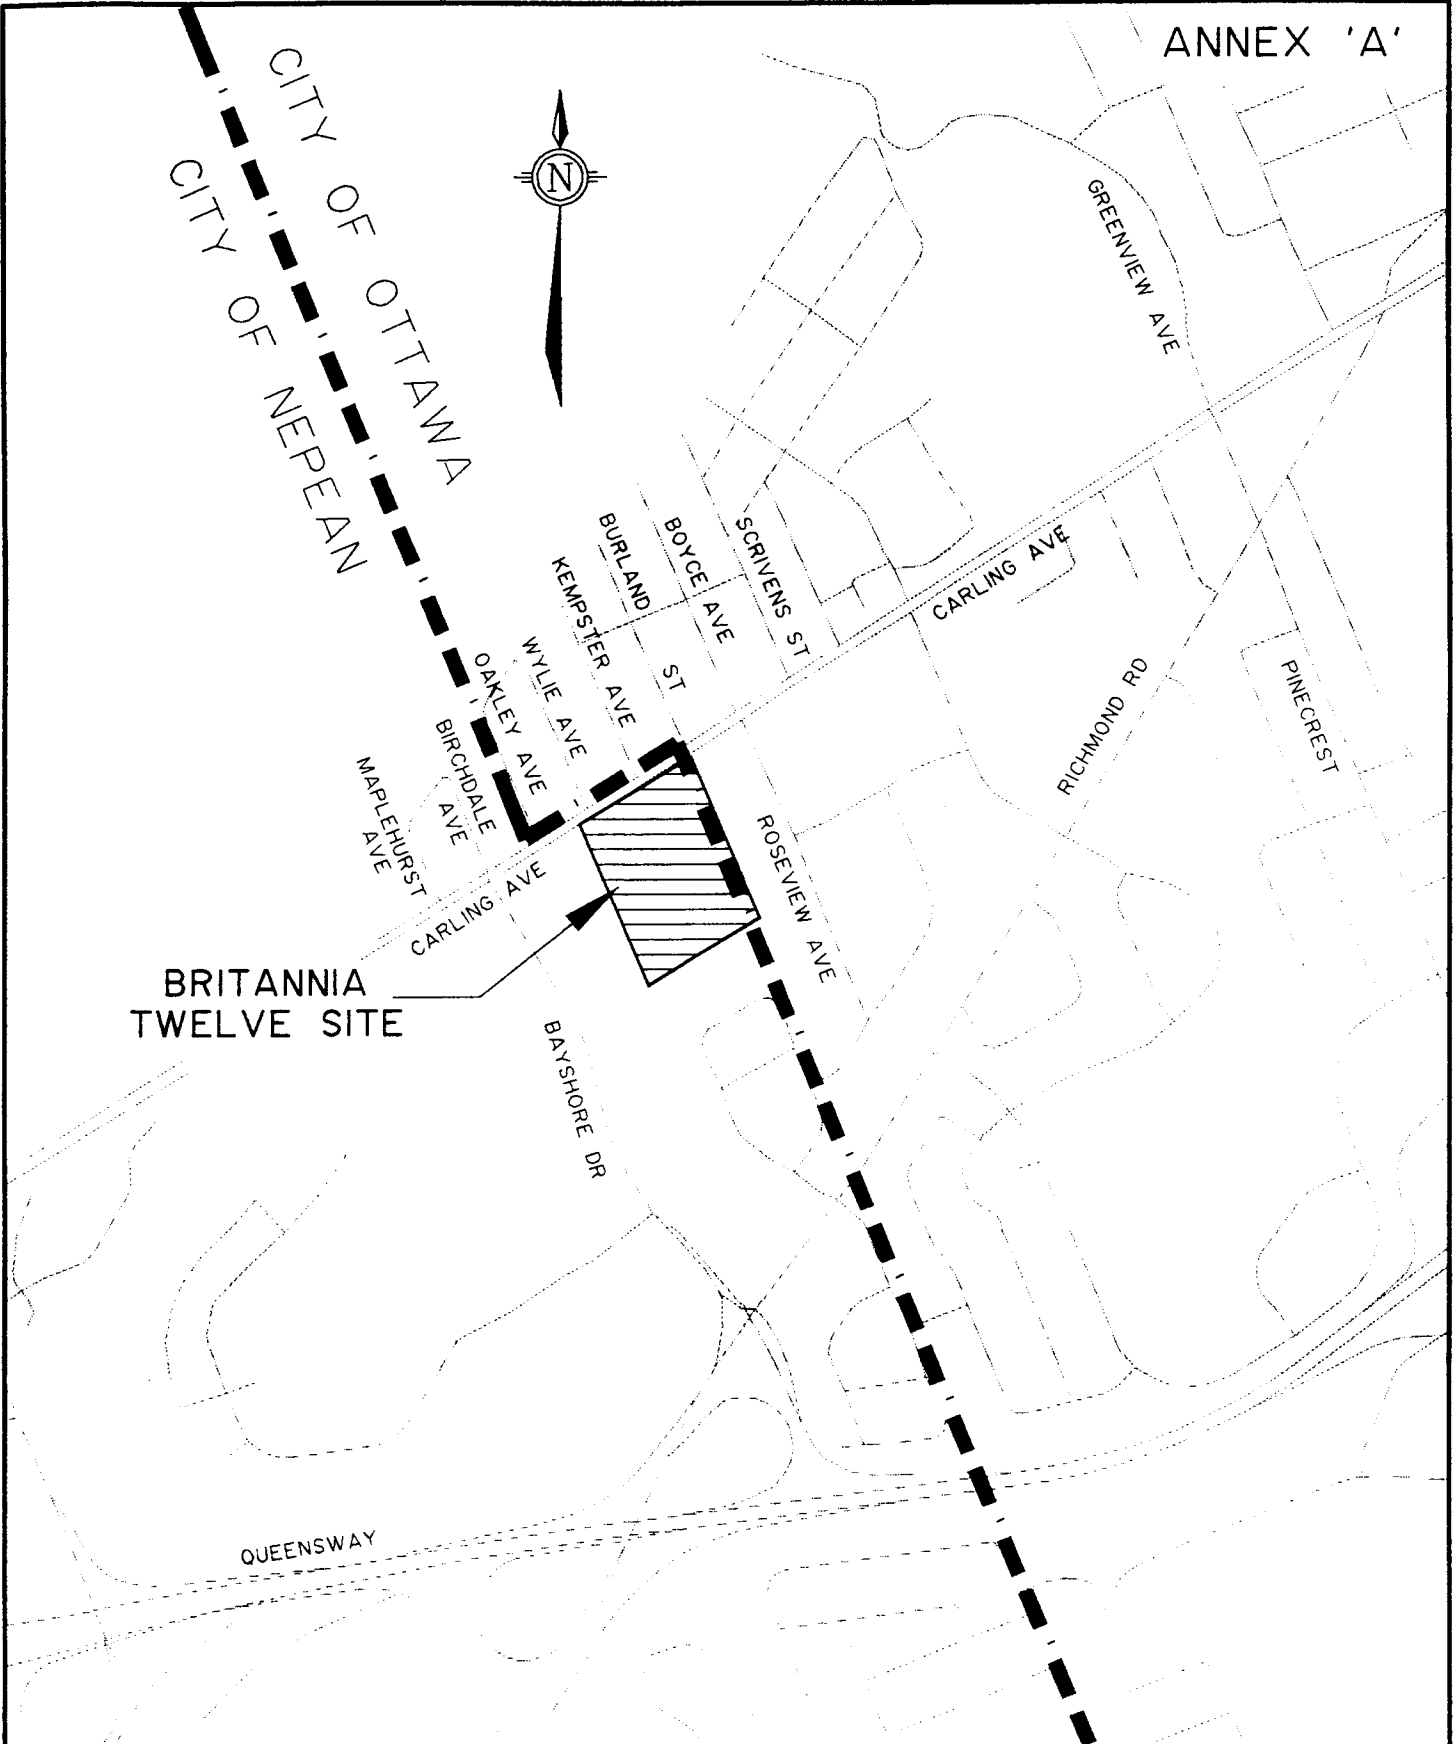 ANNEX 'A'
CITY OF OTTAWA
CITY OF NEPEAN
N
GREENVIEW AVE
SCRIVENS ST
BOYCE AVE
BURLAND ST
KEMPSTER AVE
WYLIE AVE
OAKLEY AVE
BIRCHDALE AVE
MAPLEHURST AVE
CARLING AVE
CARLING AVE
RICHMOND RD
PINECREST
ROSEVIEW AVE
BRITANNIA
TWELVE SITE
BAYSHORE DR
QUEENSWAY